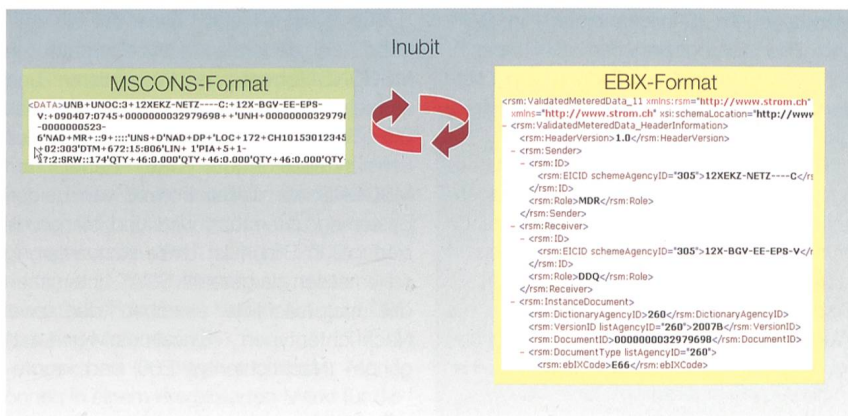 Inubit
MSCONS-Format
<DATA>UNB+UNOC:3+12XEKZ-NETZ----C:+12X-BGV-EE-EPS-
V:+090407:0745+0000000032979698++'UNH+0000000032979
-0000000523-
6'NAD+MR+::9+::::'UNS+D'NAD+DP+'LOC+172+CH10153012345
+02:303'DTM+672:15:806'LIN+ 1'PIA+5+1-
?:2:SRW::174'QTY+46:0.000'QTY+46:0.000'QTY+46:0.000'QTY
EBIX-Format
<rsm:ValidatedMeteredData_11 xmlns:rsm="http://www.strom.ch"
xmlns="http://www.strom.ch" xsi:schemaLocation="http://www
- <rsm:ValidatedMeteredData_HeaderInformation>
<rsm:HeaderVersion>1.0</rsm:HeaderVersion>
- <rsm:Sender>
- <rsm:ID>
<rsm:EICID schemeAgencyID="305">12XEKZ-NETZ----C</r
</rsm:ID>
<rsm:Role>MDR</rsm:Role>
</rsm:Sender>
- <rsm:Receiver>
- <rsm:ID>
<rsm:EICID schemeAgencyID="305">12X-BGV-EE-EPS-V</r
</rsm:ID>
<rsm:Role>DDQ</rsm:Role>
</rsm:Receiver>
- <rsm:InstanceDocument>
<rsm:DictionaryAgencyID>260</rsm:DictionaryAgencyID>
<rsm:VersionID listAgencyID="260">2007B</rsm:VersionID>
<rsm:DocumentID>0000000032979698</rsm:DocumentID>
- <rsm:DocumentType listAgencyID="260">
<rsm:ebIXCode>E66</rsm:ebIXCode>